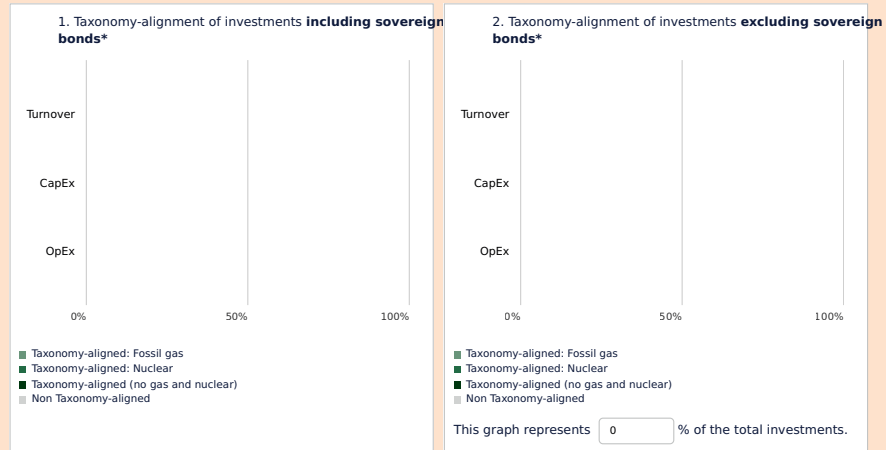 1. Taxonomy-alignment of investments including sovereign
bonds*
Turnover
CapEx
OpEx
0% 50% 100%
Taxonomy-aligned: Fossil gas
Taxonomy-aligned: Nuclear
Taxonomy-aligned (no gas and nuclear)
Non Taxonomy-aligned
2. Taxonomy-alignment of investments excluding sovereign
bonds*
Turnover
CapEx
OpEx
0% 50% 100%
Taxonomy-aligned: Fossil gas
Taxonomy-aligned: Nuclear
Taxonomy-aligned (no gas and nuclear)
Non Taxonomy-aligned
This graph represents 0 % of the total investments.